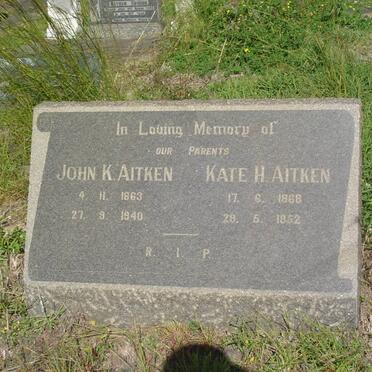 In Loving Memory of
OUR PARENTS
JOHN K. AITKEN KATE H. AITKEN
4. 11. 1863 17. 6. 1868
27. 9. 1940 29. 5. 1952
R. I. P.